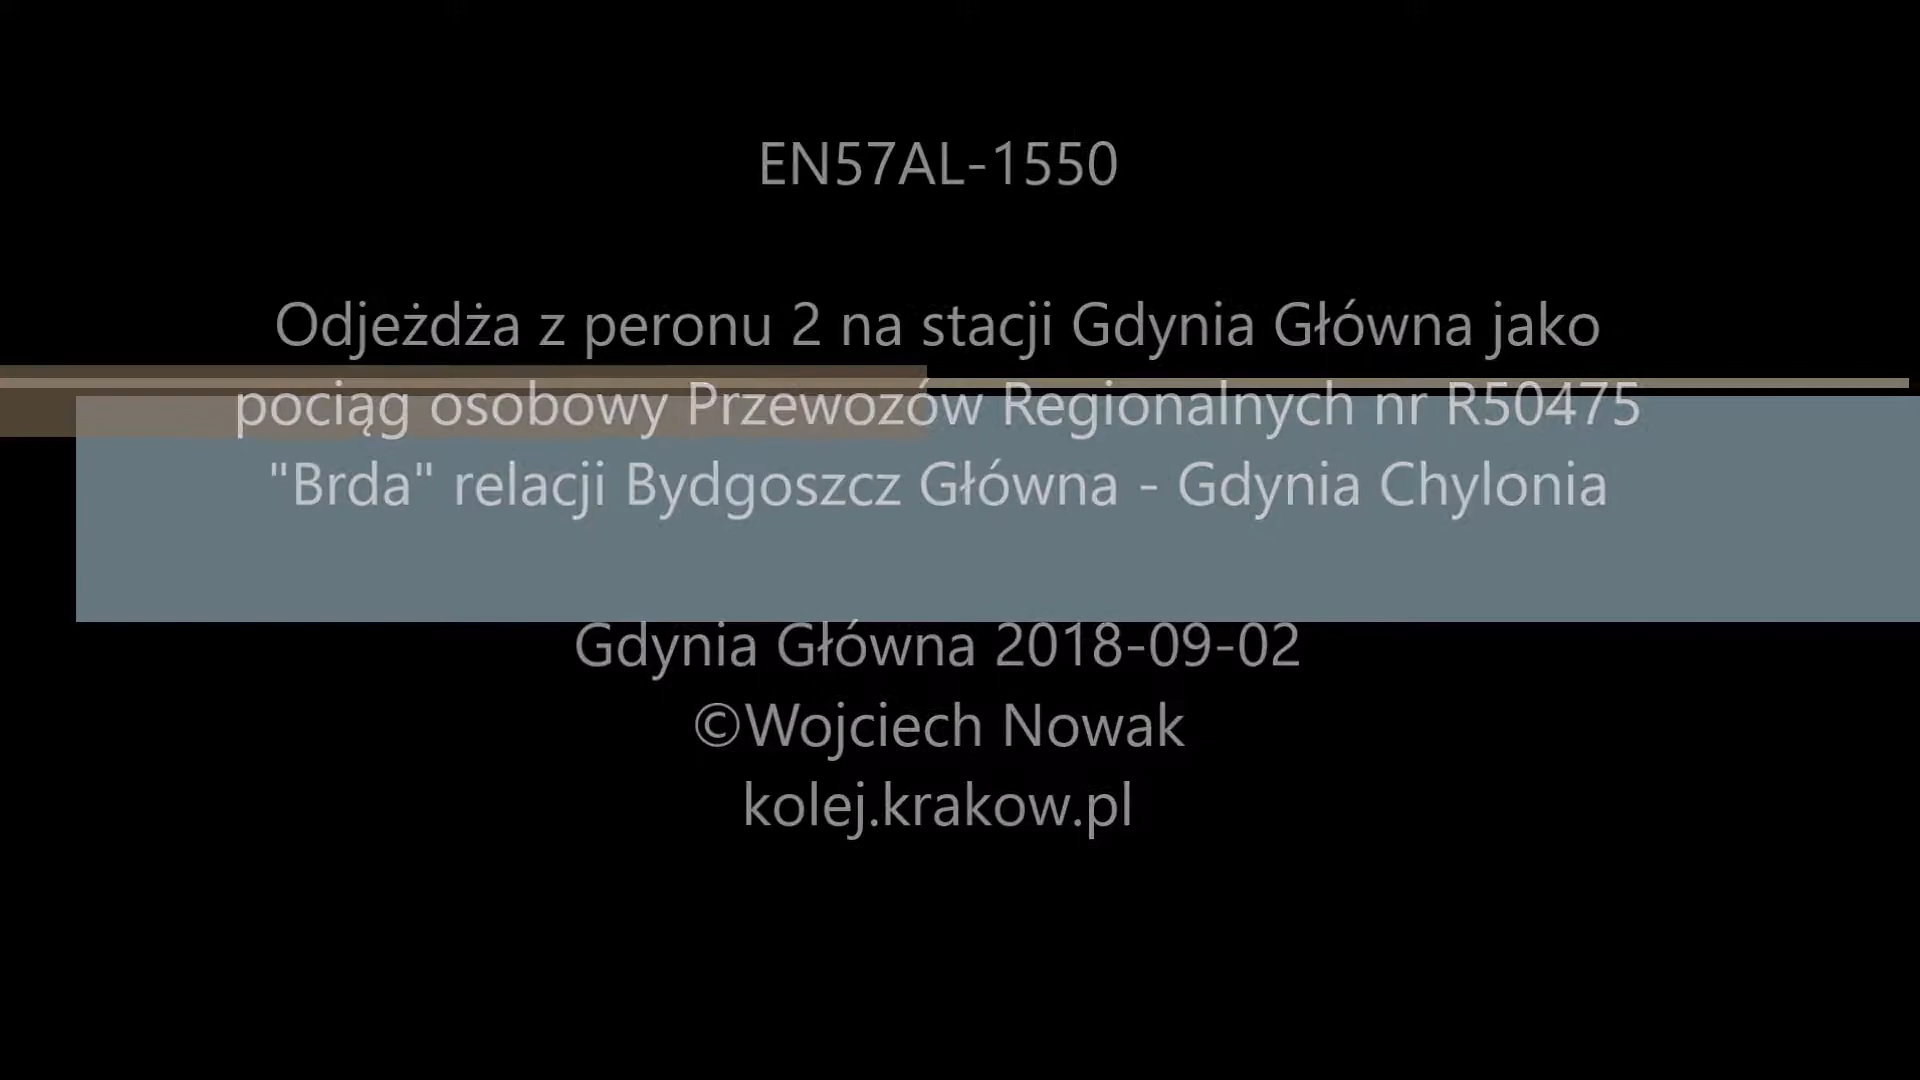 EN57AL-1550
Odjeżdża z peronu 2 na stacji Gdynia Główna jako
pociąg osobowy Przewozów Regionalnych nr R50475
"Brda" relacji Bydgoszcz Główna - Gdynia Chylonia
Gdynia Główna 2018-09-02
©Wojciech Nowak
kolej.krakow.pl